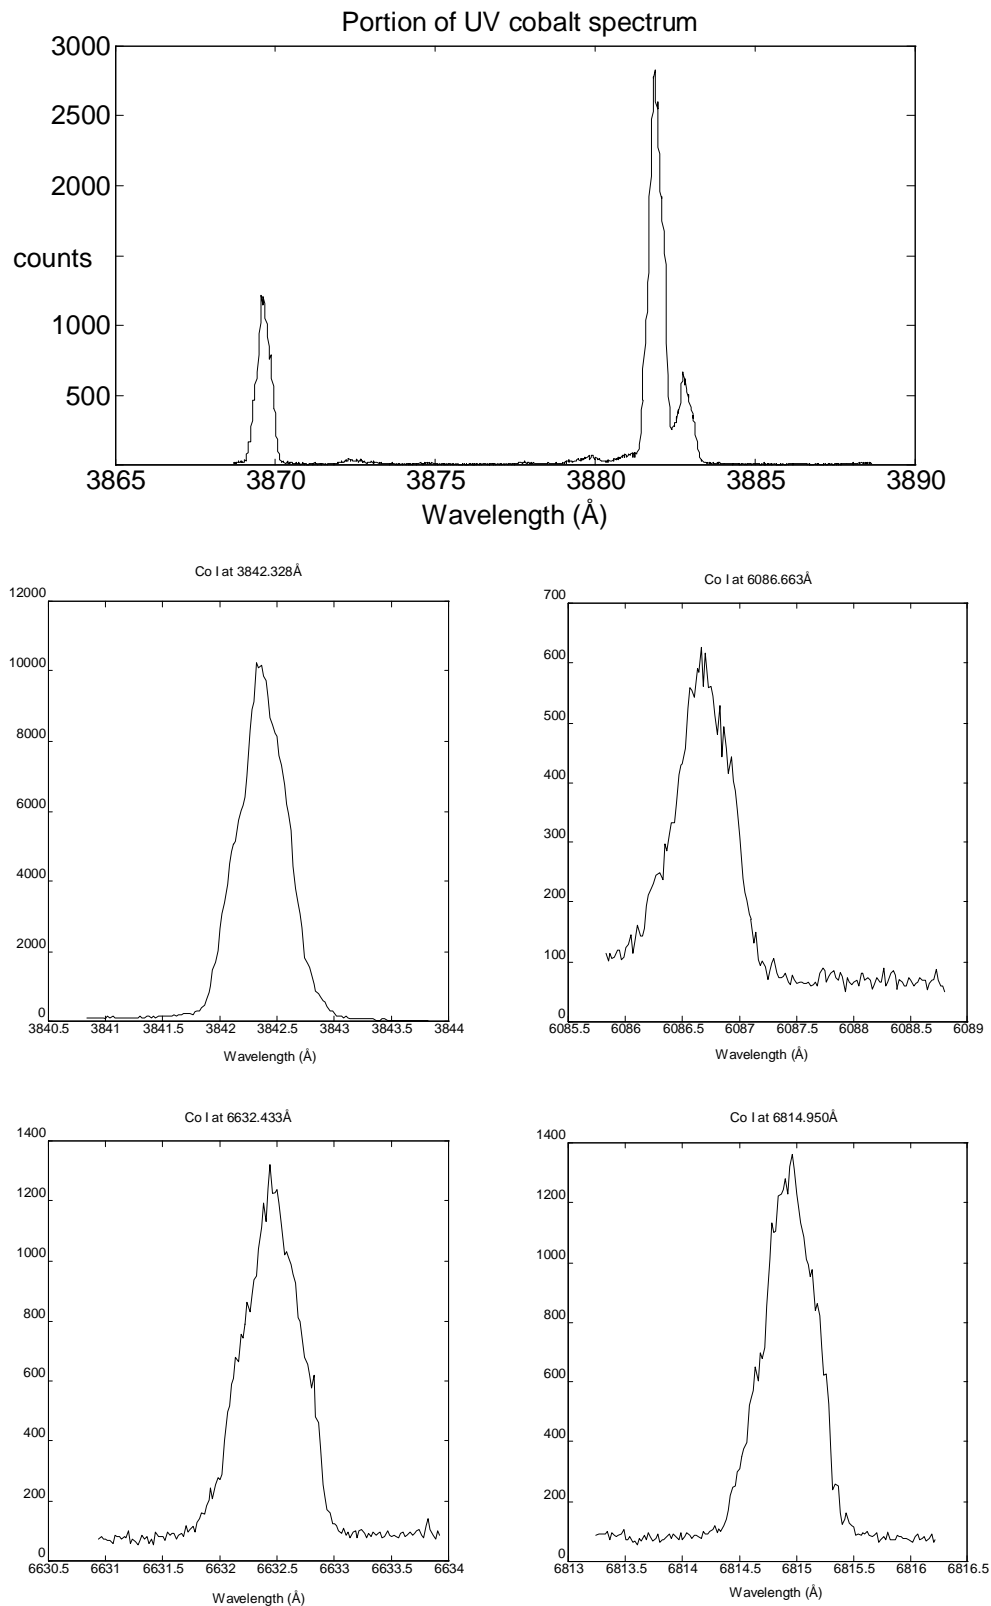 Portion of UV cobalt spectrum
3000
2500
2000
counts
1000
500
3865 3870 3875 3880 3885 3890
Wavelength (Å)
Co I at 3842.328Å
12000
10000
8000
6000
4000
2000
0
3840.5 3841 3841.5 3842 3842.5 3843 3843.5 3844
Wavelength (Å)
Co I at 6086.663Å
700
600
500
400
300
200
100
0
6085.5 6086 6086.5 6087 6087.5 6088 6088.5 6089
Wavelength (Å)
Co I at 6632.433Å
1400
1200
1000
800
600
400
200
0
6630.5 6631 6631.5 6632 6632.5 6633 6633.5 6634
Wavelength (Å)
Co I at 6814.950Å
1400
1200
1000
800
600
400
200
0
6813 6813.5 6814 6814.5 6815 6815.5 6816 6816.5
Wavelength (Å)